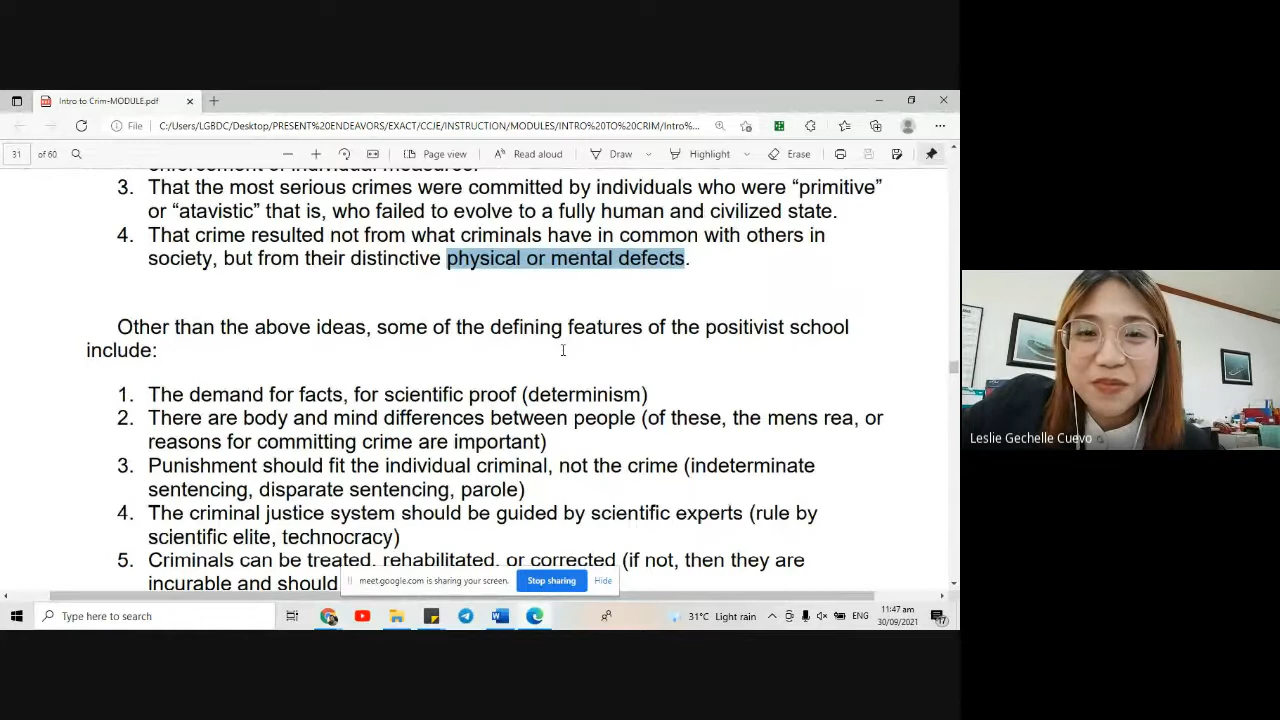 Intro to Crim-MODULE.pdf
File
C:/Users/LGBDC/Desktop/PRESENT%20ENDEAVORS/EXACT/CCJE/INSTRUCTION/MODULES/INTRO%20TO%20CRIM/Intro%...
31 of 60
Page view
Read aloud
Draw
Highlight
Erase
3. That the most serious crimes were committed by individuals who were “primitive”
or “atavistic” that is, who failed to evolve to a fully human and civilized state.
4. That crime resulted not from what criminals have in common with others in
society, but from their distinctive physical or mental defects.
Other than the above ideas, some of the defining features of the positivist school
include:
1. The demand for facts, for scientific proof (determinism)
2. There are body and mind differences between people (of these, the mens rea, or
reasons for committing crime are important)
3. Punishment should fit the individual criminal, not the crime (indeterminate
sentencing, disparate sentencing, parole)
4. The criminal justice system should be guided by scientific experts (rule by
scientific elite, technocracy)
5. Criminals can be treated, rehabilitated, or corrected (if not, then they are
incurable and should
meet.google.com is sharing your screen.
Stop sharing
Hide
Type here to search
31°C Light rain
ENG
11:47 am
30/09/2021
Leslie Gechelle Cuevo